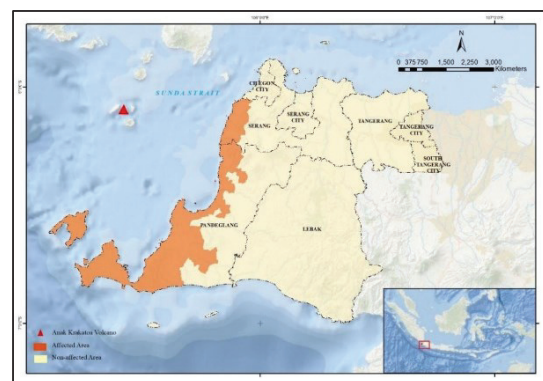 N
0 375 750 1,500 2,250 3,000
Kilometers
SUNDA STRAIT
CILEGON
CITY
SERANG
SERANG
CITY
TANGERANG
TANGERANG
CITY
SOUTH
TANGERANG
CITY
PANDEGLANG
LEBAK
Anak Krakatoa Volcano
Affected Area
Non-affected Area